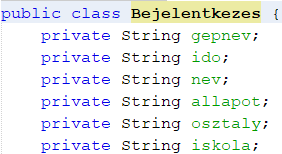 public class Bejelentkezes {
private String gepnev;
private String ido;
private String nev;
private String allapot;
private String osztaly;
private String iskola;